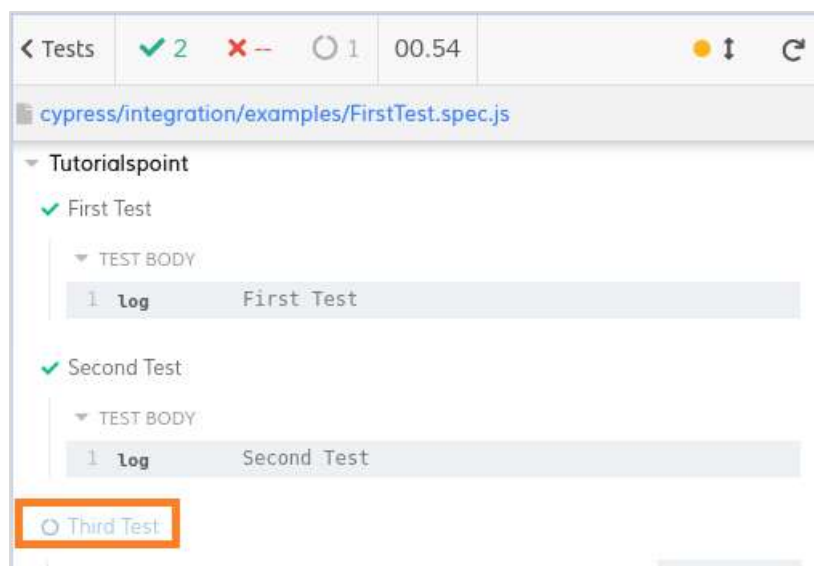 Tests 2 -- 1 00.54
cypress/integration/examples/FirstTest.spec.js
Tutorialspoint
First Test
TEST BODY
1 log First Test
Second Test
TEST BODY
1 log Second Test
Third Test